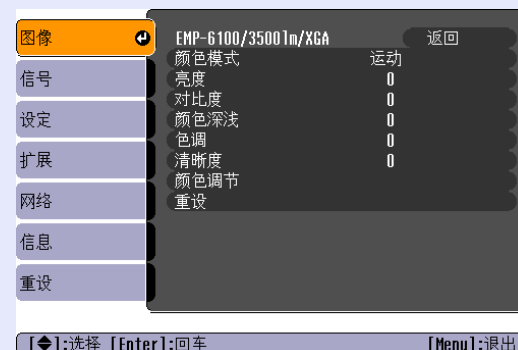 图像
信号
设定
扩展
网络
信息
重设
EMP-6100/3500lm/XGA 返回
颜色模式 运动
亮度 0
对比度 0
颜色深浅 0
色调 0
清晰度 0
颜色调节
重设
[◆]:选择 [Enter]:回车 [Menu]:退出